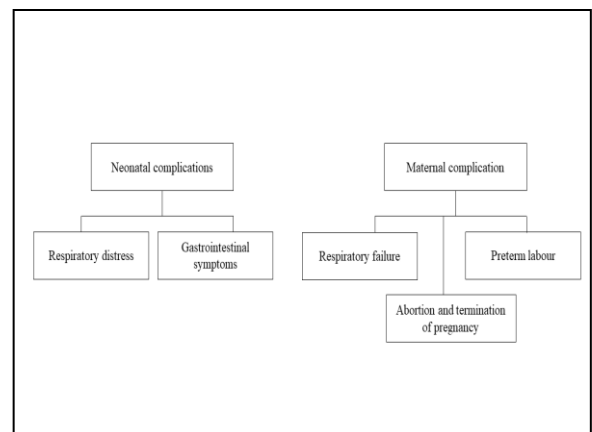 Neonatal complications
Respiratory distress
Gastrointestinal
symptoms
Maternal complication
Respiratory failure
Abortion and termination
of pregnancy
Preterm labour